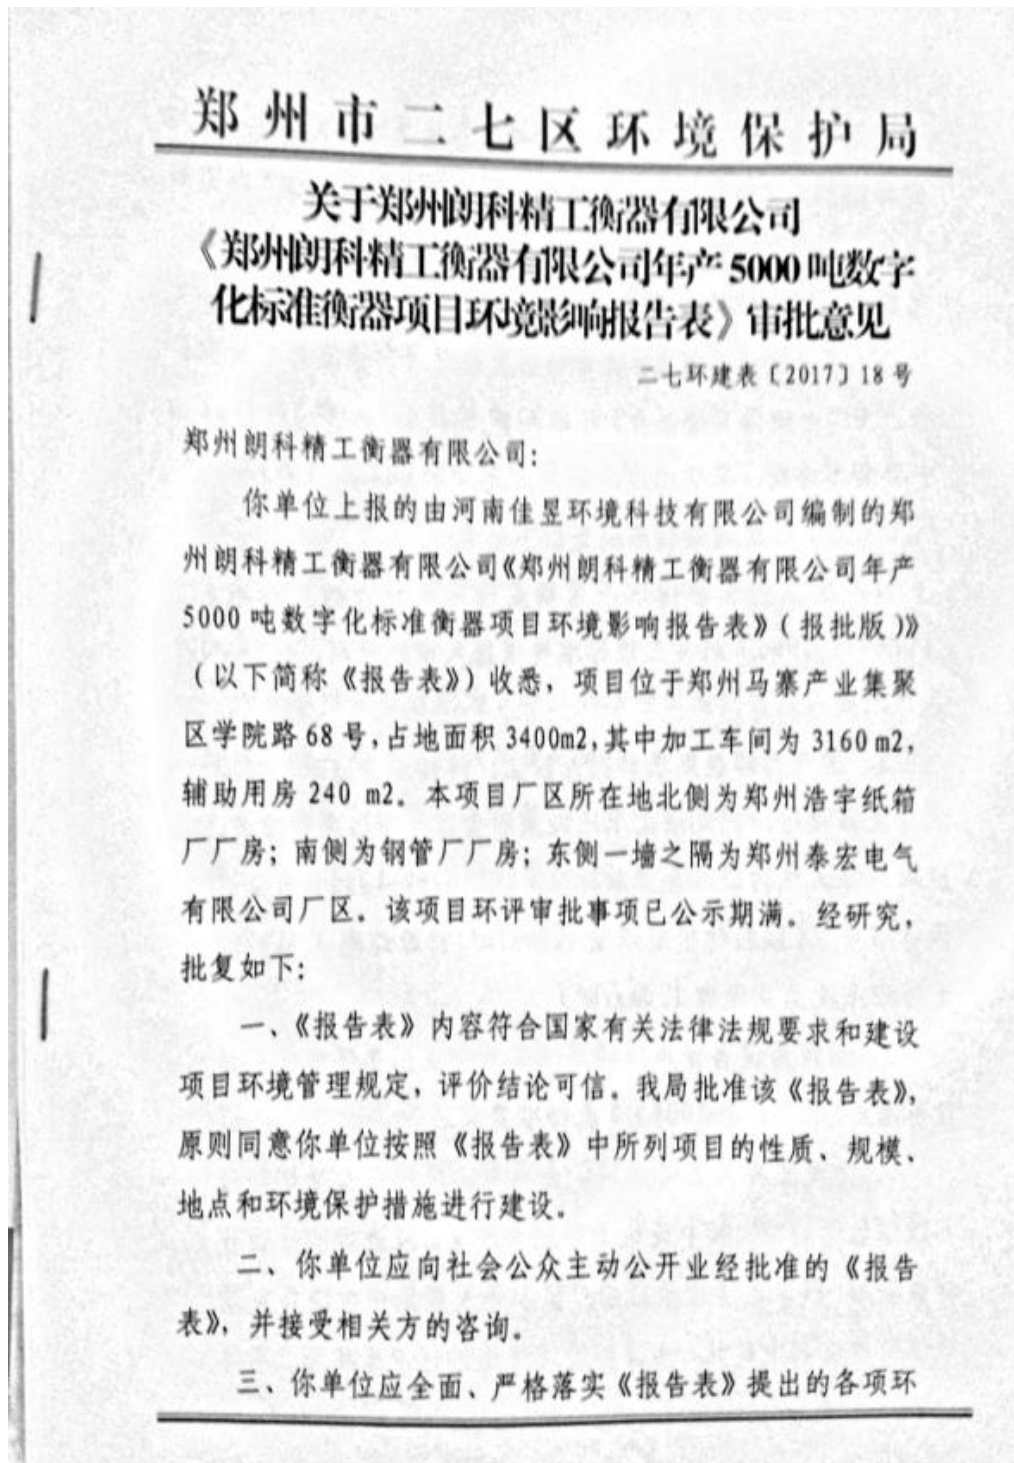 郑州市二七区环境保护局
关于郑州朗科精工衡器有限公司
《郑州朗科精工衡器有限公司年产5000吨数字
化标准衡器项目环境影响报告表》审批意见
二七环建表〔2017〕18号
郑州朗科精工衡器有限公司:
你单位上报的由河南佳昱环境科技有限公司编制的郑
州朗科精工衡器有限公司《郑州朗科精工衡器有限公司年产
5000吨数字化标准衡器项目环境影响报告表》(报批版)》
(以下简称《报告表》)收悉,项目位于郑州马寨产业集聚
区学院路68号,占地面积3400m2,其中加工车间为3160m2,
辅助用房240 m2。本项目厂区所在地北侧为郑州浩宇纸箱
厂厂房;南侧为钢管厂厂房;东侧一墙之隔为郑州泰宏电气
有限公司厂区。该项目环评审批事项已公示期满。经研究,
批复如下:
一、《报告表》内容符合国家有关法律法规要求和建设
项目环境管理规定,评价结论可信。我局批准该《报告表》,
原则同意你单位按照《报告表》中所列项目的性质、规模、
地点和环境保护措施进行建设。
二、你单位应向社会公众主动公开业经批准的《报告
表》,并接受相关方的咨询。
三、你单位应全面、严格落实《报告表》提出的各项环